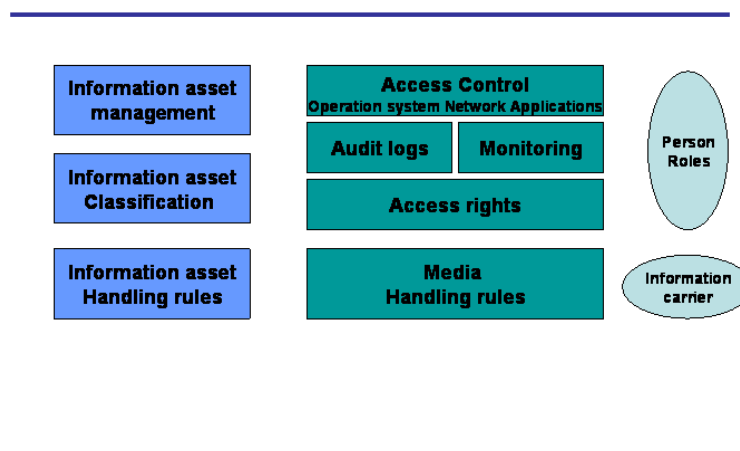 Information asset
management
Access Control
Operation system Network Applications
Audit logs
Monitoring
Person
Roles
Information asset
Classification
Access rights
Information asset
Handling rules
Media
Handling rules
Information
carrier